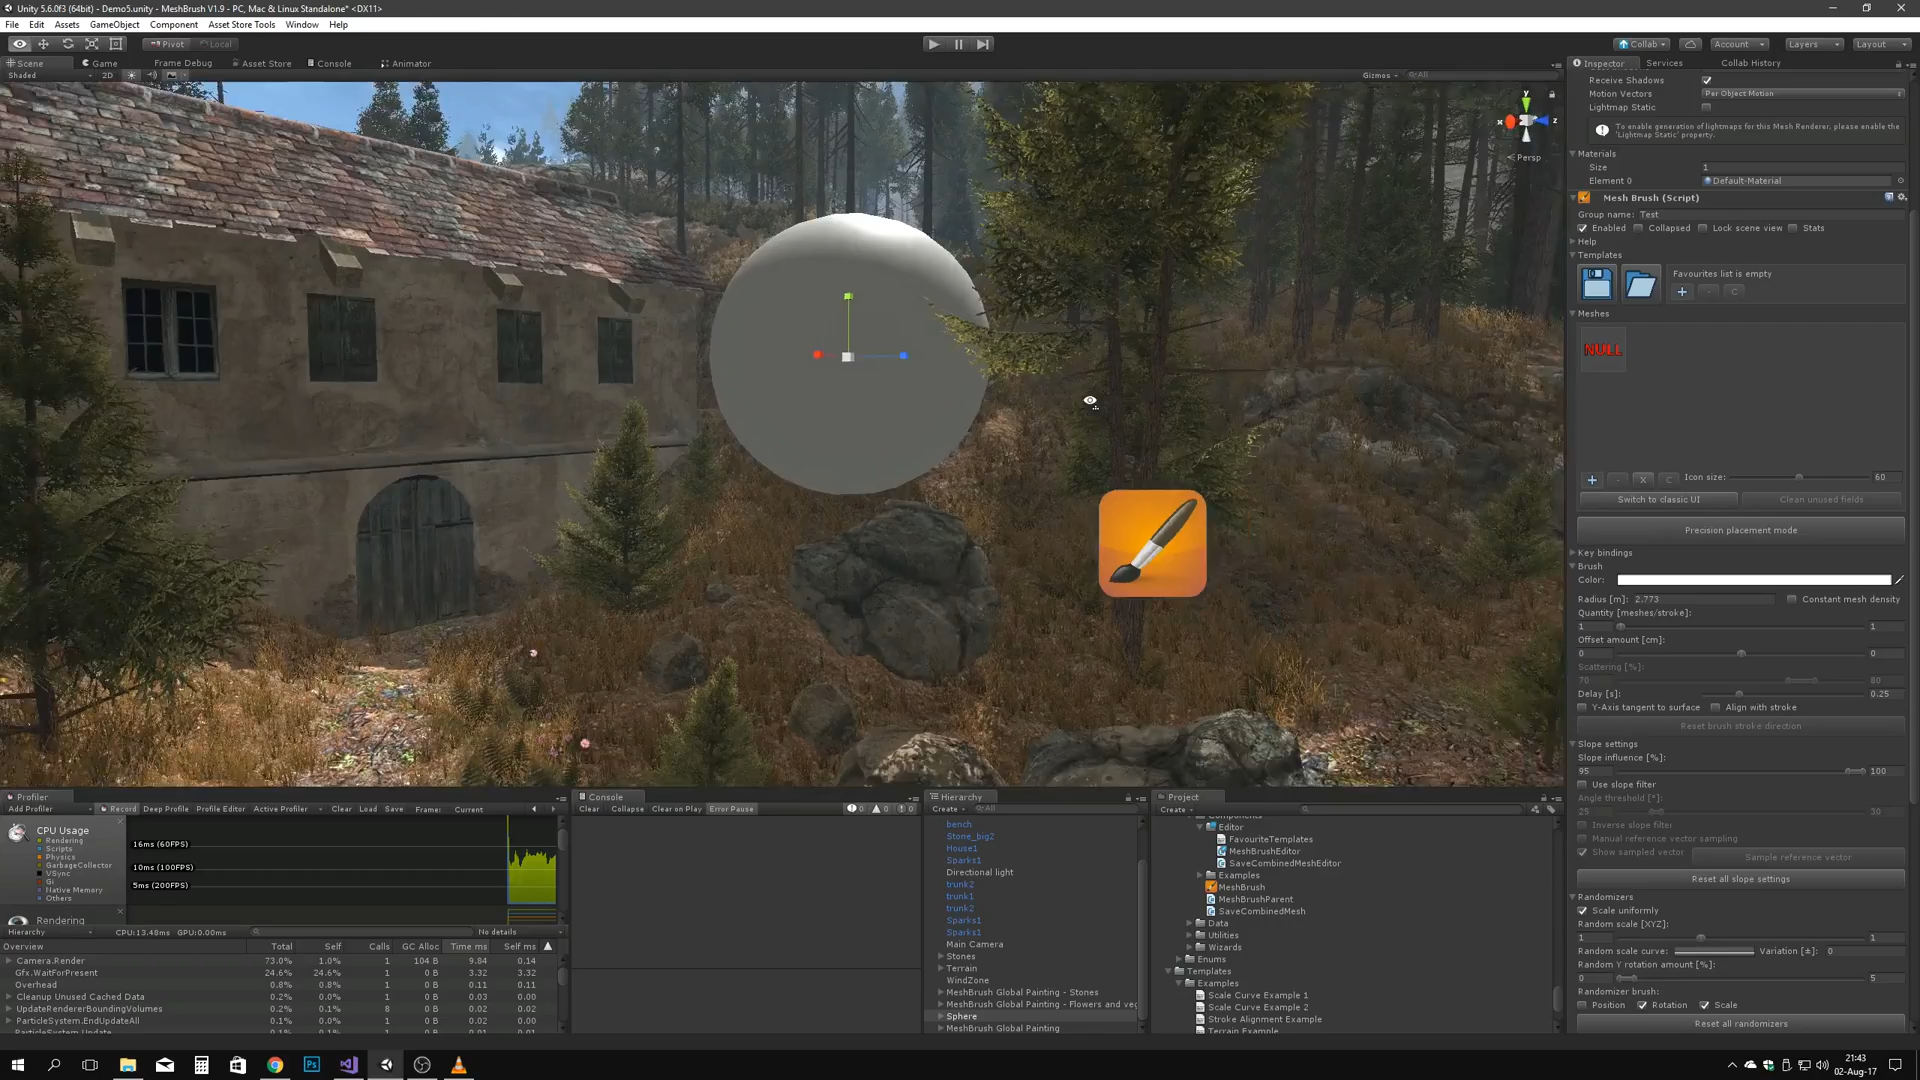 Unity 5.6.0f3 (64bit) - Demo5.unity - MeshBrush V1.9 - PC, Mac & Linux Standalone* <DX11>
File Edit Assets GameObject Component Asset Store Tools Window Help
Pivot Local
Collab Account Layers Layout
Scene Game Frame Debug Asset Store Console Animator
Shaded 2D Gizmos All
y x z
Persp
Inspector Services Collab History
Receive Shadows
Motion Vectors Per Object Motion
Lightmap Static
To enable generation of lightmaps for this Mesh Renderer, please enable the
'Lightmap Static' property.
Materials
Size 1
Element 0 Default-Material
Mesh Brush (Script)
Group name: Test
Enabled Collapsed Lock scene view Stats
Help
Templates
Favourites list is empty
+ - C
Meshes
NULL
+ - X C Icon size: 60
Switch to classic UI Clean unused fields
Precision placement mode
Key bindings
Brush
Color:
Radius [m]: 2.773 Constant mesh density
Quantity [meshes/stroke]:
1 1
Offset amount [cm]:
0 0
Scattering [%]:
70 80
Delay [s]: 0.25
Y-Axis tangent to surface Align with stroke
Reset brush stroke direction
Slope settings
Slope influence [%]:
95 100
Use slope filter
Angle threshold [°]:
25 30
Inverse slope filter
Manual reference vector sampling
Show sampled vector Sample reference vector
Reset all slope settings
Randomizers
Scale uniformly
Random scale [XYZ]:
1 1
Random scale curve: Variation [±]: 0
Random Y rotation amount [%]:
0 5
Randomizer brush:
Position Rotation Scale
Reset all randomizers
Profiler
Add Profiler Record Deep Profile Profile Editor Active Profiler Clear Load Save Frame: Current
CPU Usage
Rendering
Scripts
Physics
GarbageCollector
VSync
Gi
Native Memory
Others
16ms (60FPS)
10ms (100FPS)
5ms (200FPS)
Rendering
Hierarchy CPU:13.48ms GPU:0.00ms No details
Overview Total Self Calls GC Alloc Time ms Self ms
Camera.Render 73.0% 1.0% 1 104 B 9.84 0.14
Gfx.WaitForPresent 24.6% 24.6% 1 0 B 3.32 3.32
Overhead 0.8% 0.8% 1 0 B 0.11 0.11
Cleanup Unused Cached Data 0.2% 0.0% 1 0 B 0.03 0.00
UpdateRendererBoundingVolumes 0.2% 0.1% 8 0 B 0.02 0.02
ParticleSystem.EndUpdateAll 0.1% 0.0% 1 0 B 0.02 0.00
Console
Clear Collapse Clear on Play Error Pause 0 0 0
Hierarchy
Create All
bench
Stone_big2
House1
Sparks1
Directional light
trunk2
trunk1
trunk2
Sparks1
Sparks1
Main Camera
Stones
Terrain
WindZone
MeshBrush Global Painting - Stones
MeshBrush Global Painting - Flowers and veg
Sphere
MeshBrush Global Painting
Project
Create
Components
Editor
FavouriteTemplates
MeshBrushEditor
SaveCombinedMeshEditor
Examples
MeshBrush
MeshBrushParent
SaveCombinedMesh
Data
Utilities
Wizards
Enums
Templates
Examples
Scale Curve Example 1
Scale Curve Example 2
Stroke Alignment Example
Terrain Example
Ps
21:43
02-Aug-17